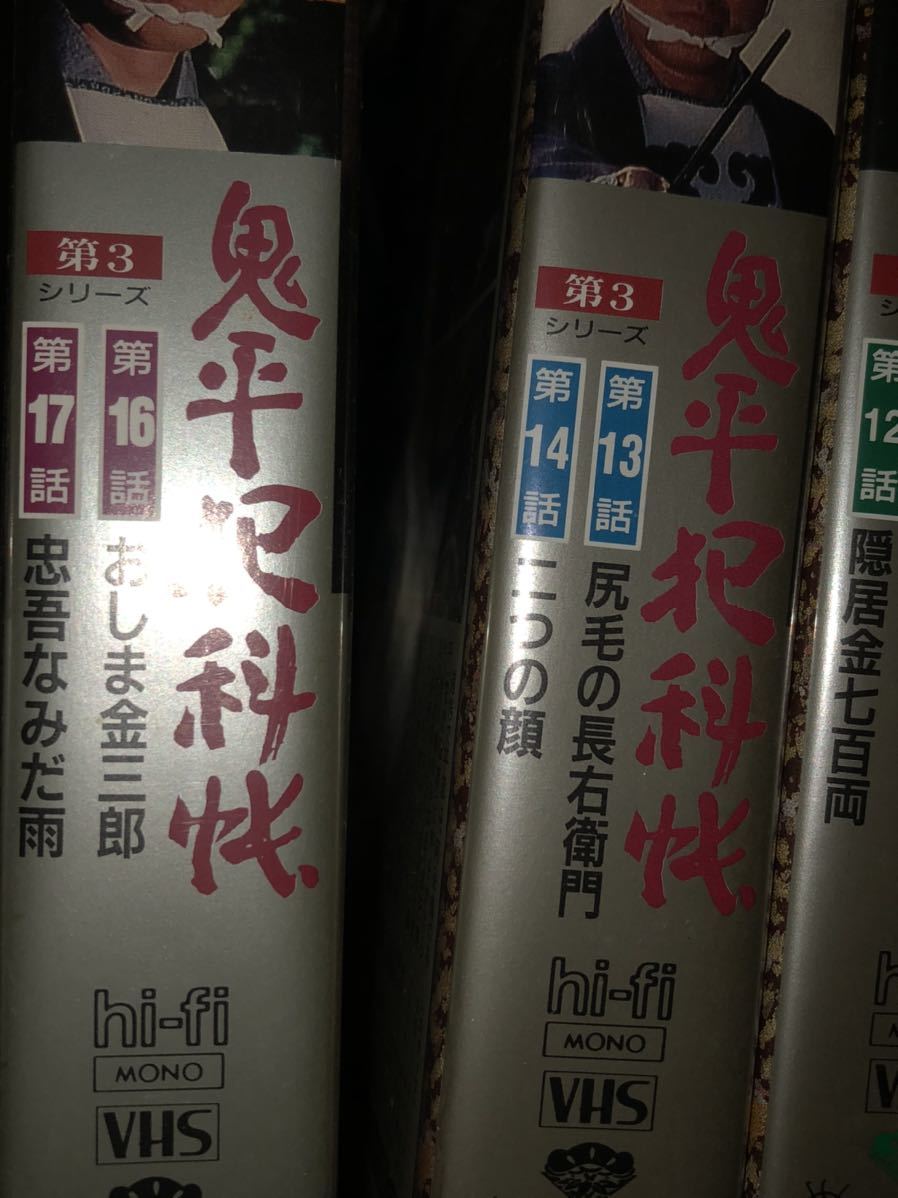 鬼平犯科帳
第3
シリーズ
第16話
おしま金三郎
第17話
忠吾なみだ雨
hi-fi
MONO
VHS
鬼平犯科帳
第3
シリーズ
第13話
尻毛の長右衛門
第14話
二つの顔
hi-fi
MONO
VHS
第12話
隠居金七百両